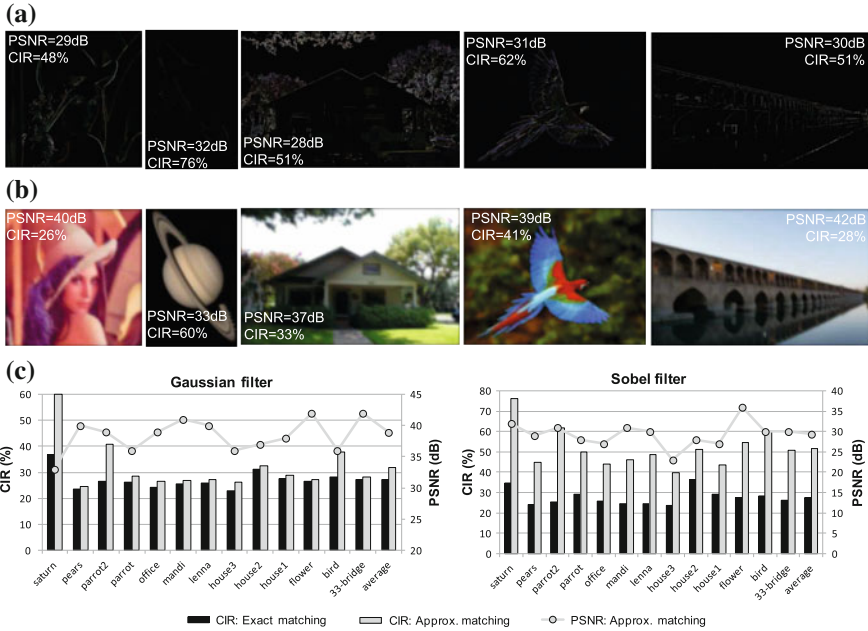 (a)
PSNR=29dB
CIR=48%
PSNR=32dB
CIR=76%
PSNR=28dB
CIR=51%
PSNR=31dB
CIR=62%
PSNR=30dB
CIR=51%
(b)
PSNR=40dB
CIR=26%
PSNR=33dB
CIR=60%
PSNR=37dB
CIR=33%
PSNR=39dB
CIR=41%
PSNR=42dB
CIR=28%
(c)
Gaussian filter
CIR (%)
60
50
40
30
20
10
0
45
40
35
30
25
20
PSNR (dB)
saturn
pears
parrot2
parrot
office
mandi
lenna
house3
house2
house1
flower
bird
33-bridge
average
Sobel filter
CIR (%)
80
70
60
50
40
30
20
10
0
40
35
30
25
20
15
10
5
0
PSNR (dB)
saturn
pears
parrot2
parrot
office
mandi
lenna
house3
house2
house1
flower
bird
33-bridge
average
CIR: Exact matching
CIR: Approx. matching
PSNR: Approx. matching